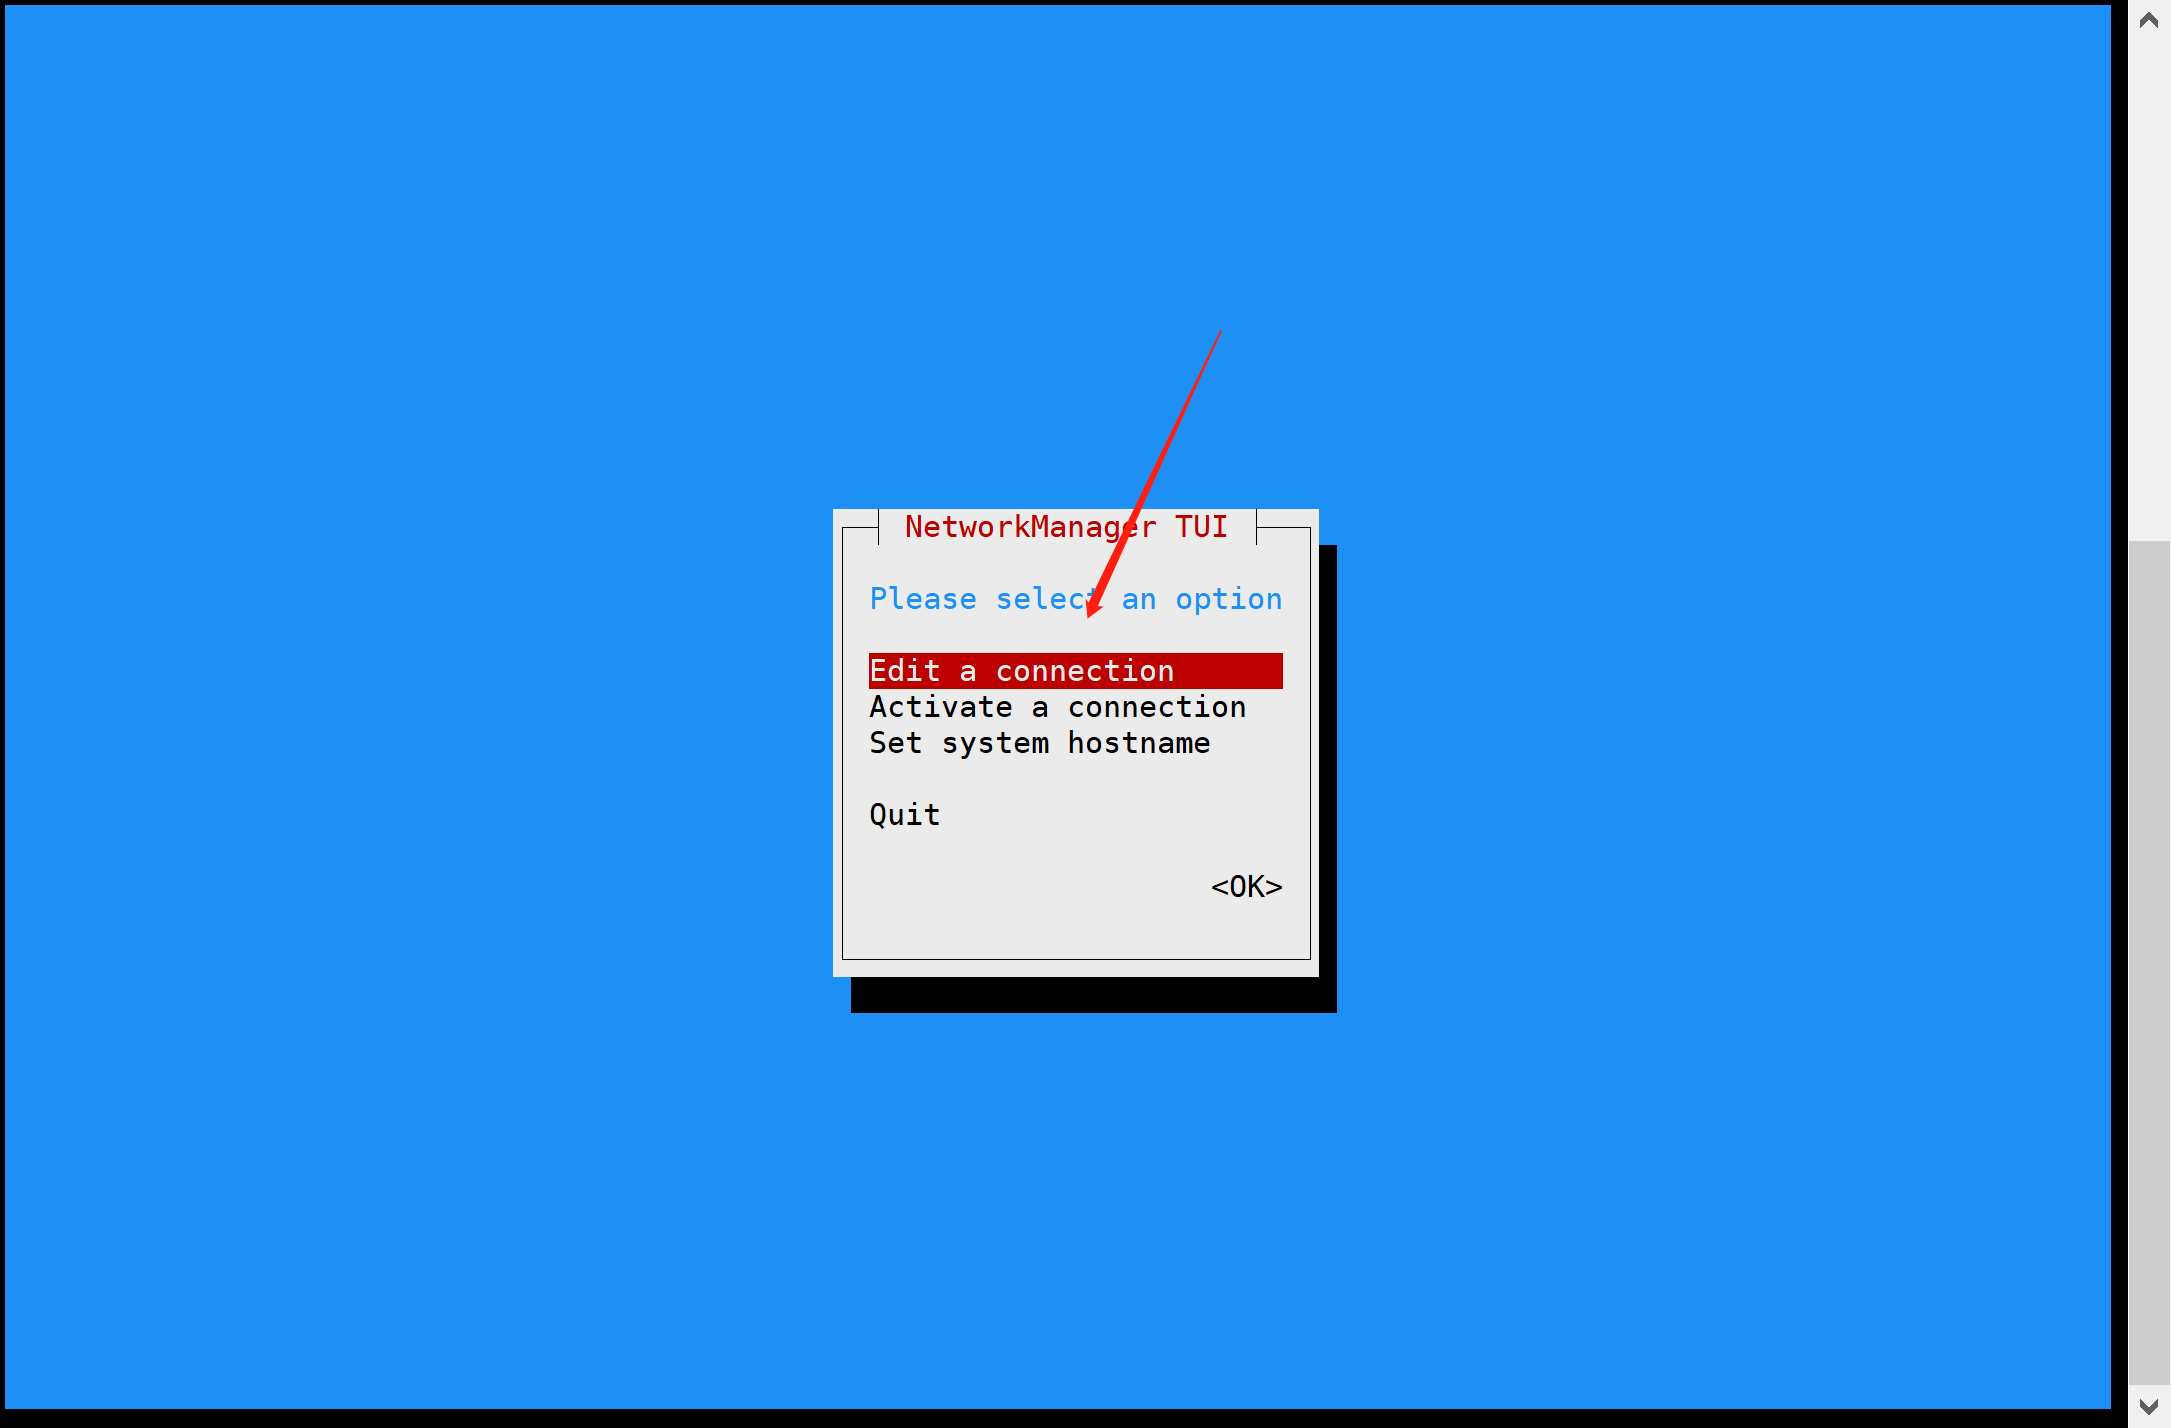 NetworkManager TUI
Please select an option
Edit a connection
Activate a connection
Set system hostname
Quit
<OK>